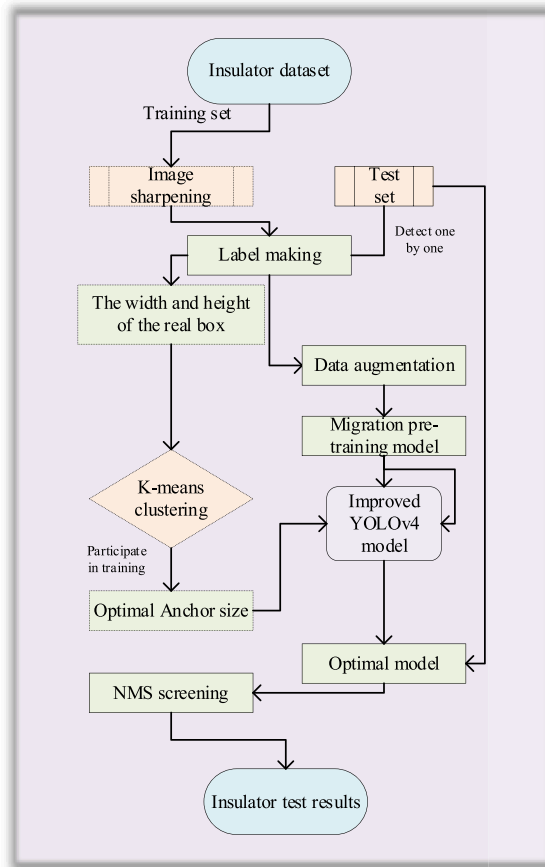 Insulator dataset
Training set
Image
sharpening
Test
set
Detect one
by one
Label making
The width and height
of the real box
Data augmentation
Migration pre-
training model
K-means
clustering
Improved
YOLOv4
model
Participate
in training
Optimal Anchor size
Optimal model
NMS screening
Insulator test results